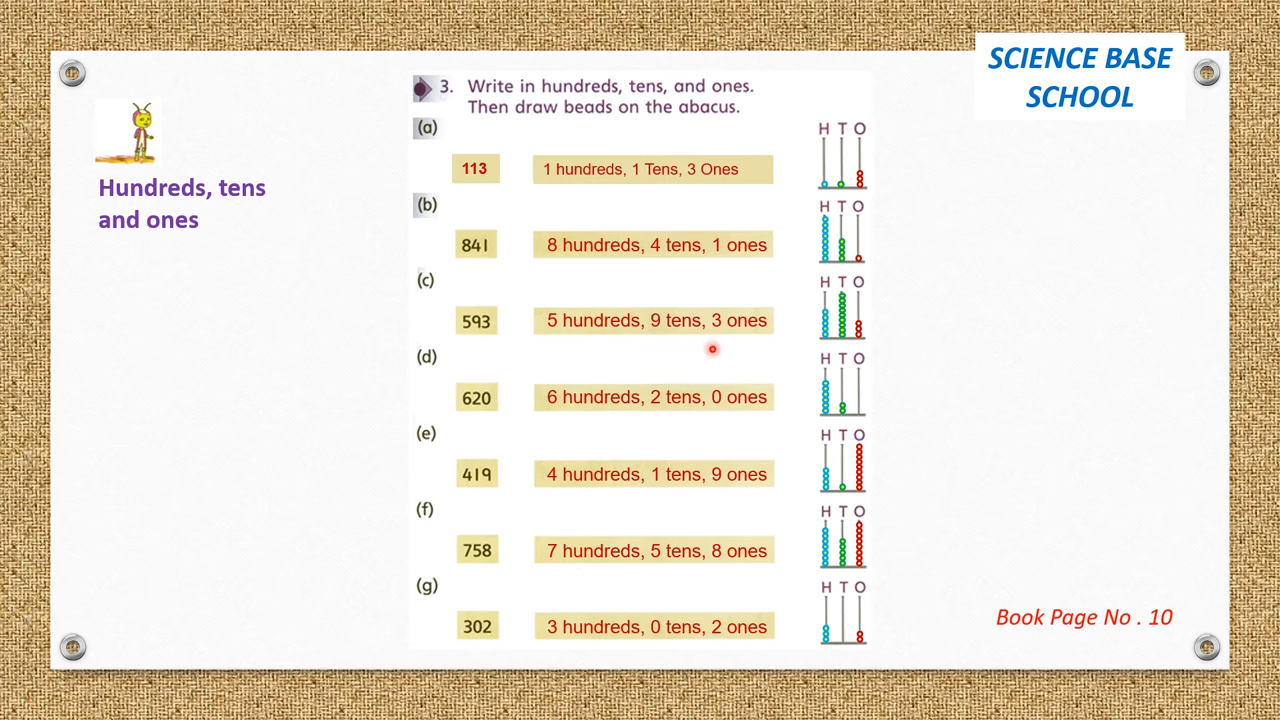 SCIENCE BASE
SCHOOL
Hundreds, tens
and ones
3. Write in hundreds, tens, and ones.
Then draw beads on the abacus.
(a)
H T O
113 1 hundreds, 1 Tens, 3 Ones
(b)
H T O
841 8 hundreds, 4 tens, 1 ones
(c)
H T O
593 5 hundreds, 9 tens, 3 ones
(d)
H T O
620 6 hundreds, 2 tens, 0 ones
(e)
H T O
419 4 hundreds, 1 tens, 9 ones
(f)
H T O
758 7 hundreds, 5 tens, 8 ones
(g)
H T O
302 3 hundreds, 0 tens, 2 ones
Book Page No . 10